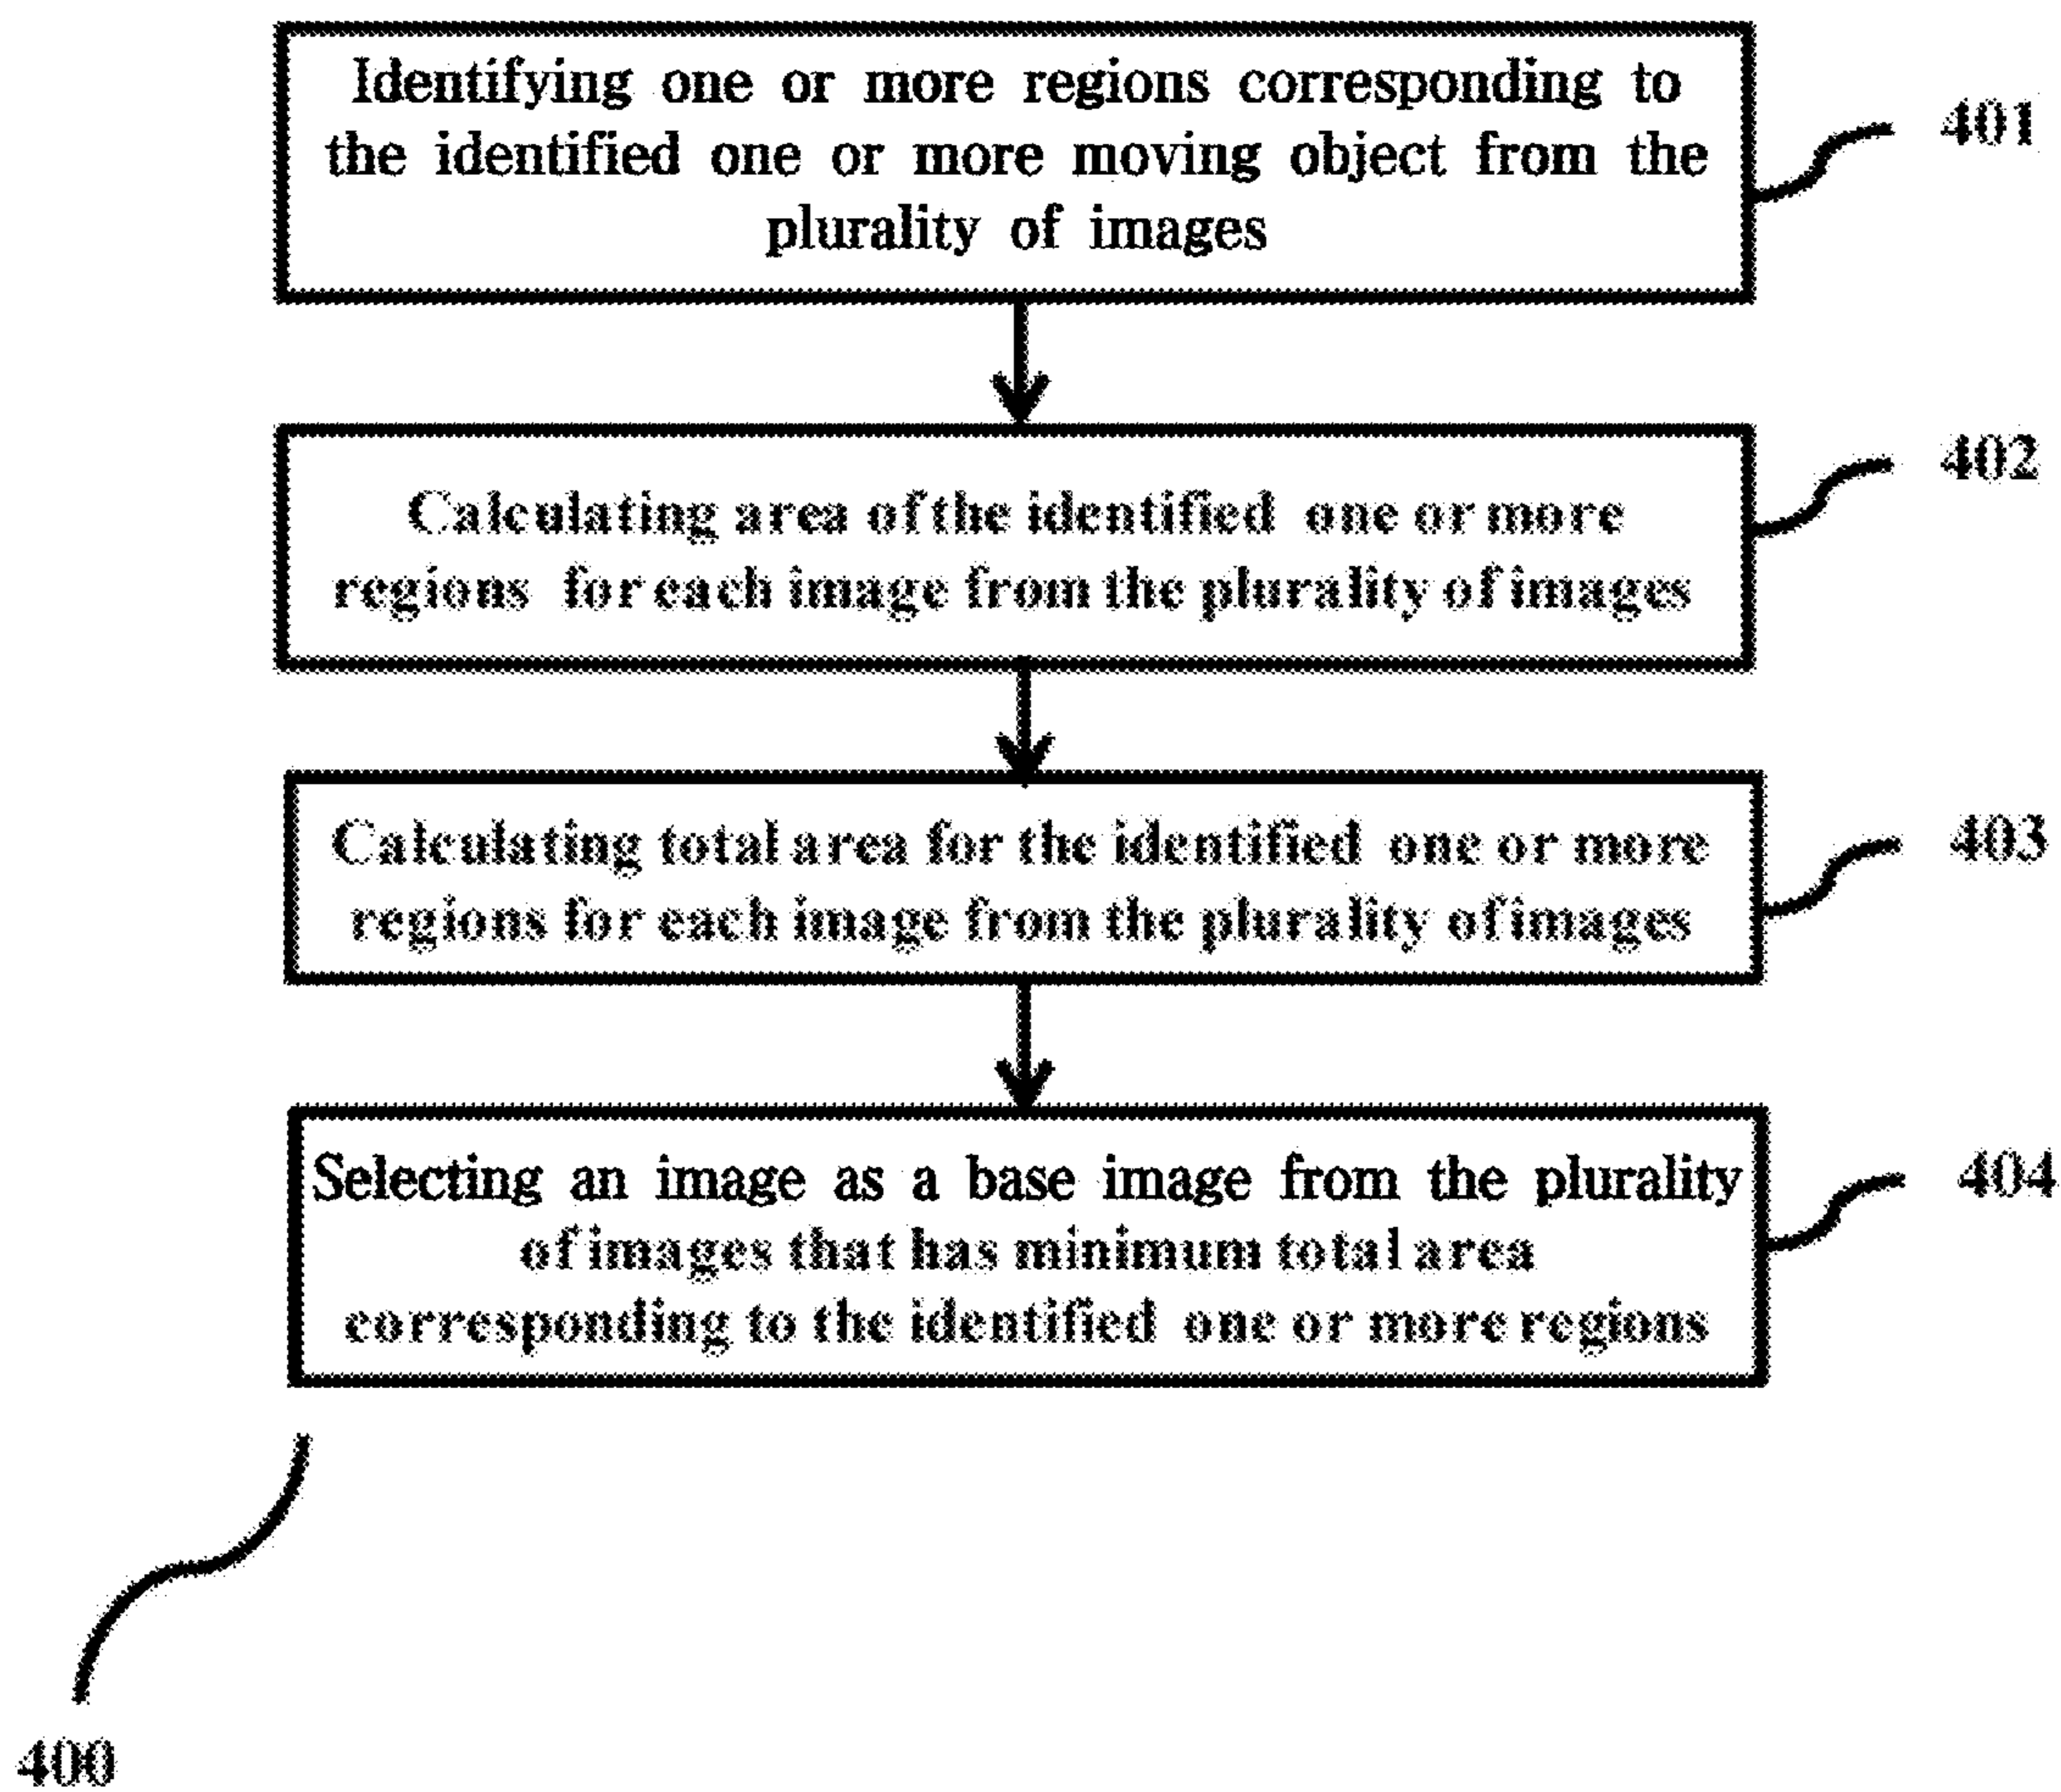 Identifying one or more regions corresponding to
the identified one or more moving object from the
plurality of images
401
Calculating area of the identified one or more
regions for each image from the plurality of images
402
Calculating total area for the identified one or more
regions for each image from the plurality of images
403
Selecting an image as a base image from the plurality
of images that has minimum total area
corresponding to the identified one or more regions
404
400